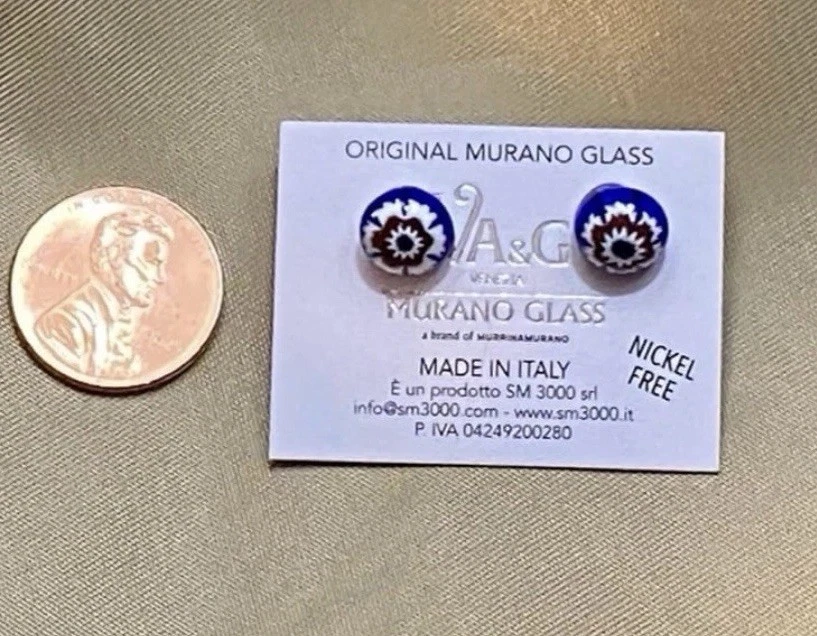 ORIGINAL MURANO GLASS
A&G
VENEZIA
MURANO GLASS
a brand of MURRINAMURANO
MADE IN ITALY
È un prodotto SM 3000 srl
info@sm3000.com - www.sm3000.it
P. IVA 04249200280
NICKEL
FREE